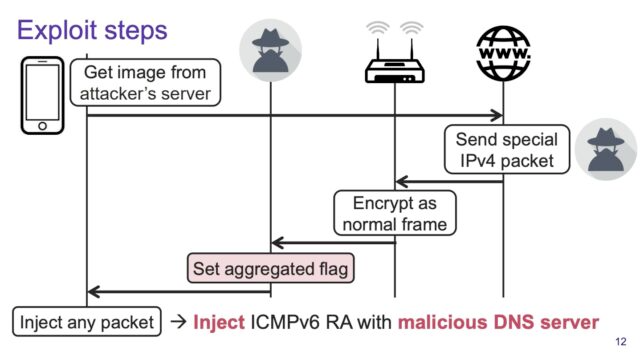 Exploit steps
Get image from
attacker's server
WWW.
Send special
IPv4 packet
Encrypt as
normal frame
Set aggregated flag
Inject any packet → Inject ICMPv6 RA with malicious DNS server
12